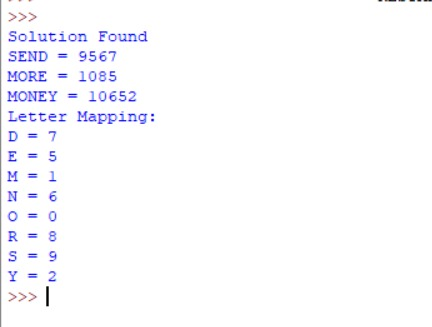 >>>
Solution Found
SEND = 9567
MORE = 1085
MONEY = 10652
Letter Mapping:
D = 7
E = 5
M = 1
N = 6
O = 0
R = 8
S = 9
Y = 2
>>>